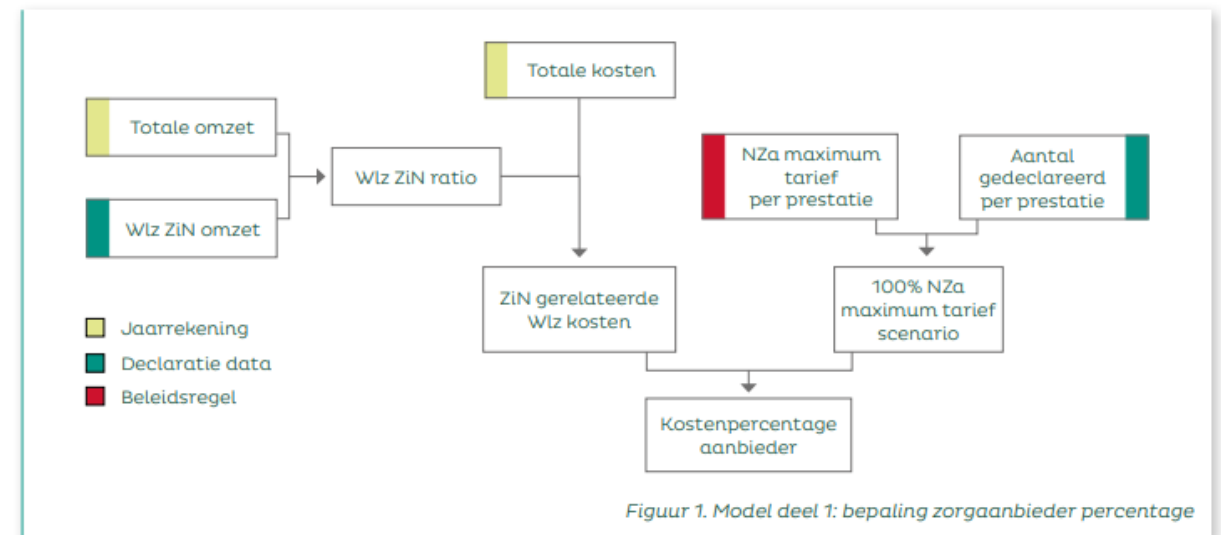 Totale kosten
Totale omzet
Wlz ZiN ratio
Wlz ZiN omzet
NZa maximum
tarief
per prestatie
Aantal
gedeclareerd
per prestatie
ZiN gerelateerde
Wlz kosten
100% NZa
maximum tarief
scenario
Jaarrekening
Declaratie data
Beleidsregel
Kostenpercentage
aanbieder
Figuur 1. Model deel 1: bepaling zorgaanbieder percentage